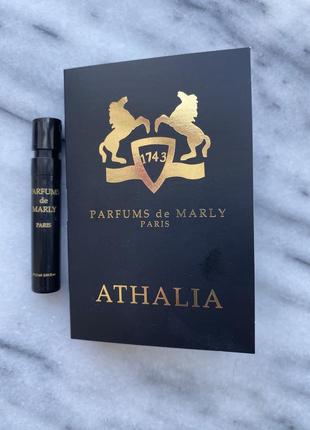 PARFUMS
de
MARLY
PARIS
1743
PARFUMS de MARLY
PARIS
ATHALIA